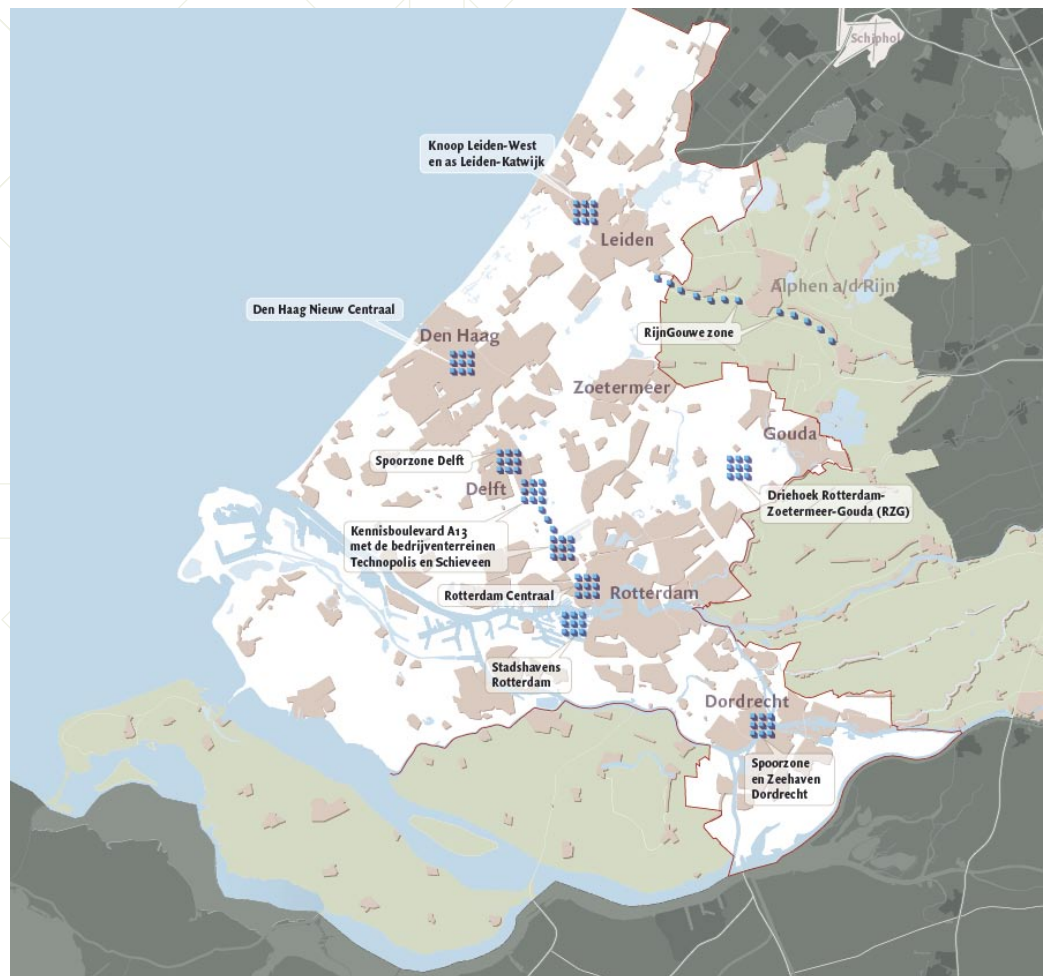 Schiphol
Knoop Leiden-West
en as Leiden-Katwijk
Leiden
Alphen a/d Rijn
Den Haag Nieuw Centraal
RijnGouwe zone
Den Haag
Zoetermeer
Gouda
Spoorzone Delft
Delft
Driehoek Rotterdam-
Zoetermeer-Gouda (RZG)
Kennisboulevard A13
met de bedrijventerreinen
Technopolis en Schieveen
Rotterdam Centraal
Rotterdam
Stadshavens
Rotterdam
Dordrecht
Spoorzone
en Zeehaven
Dordrecht